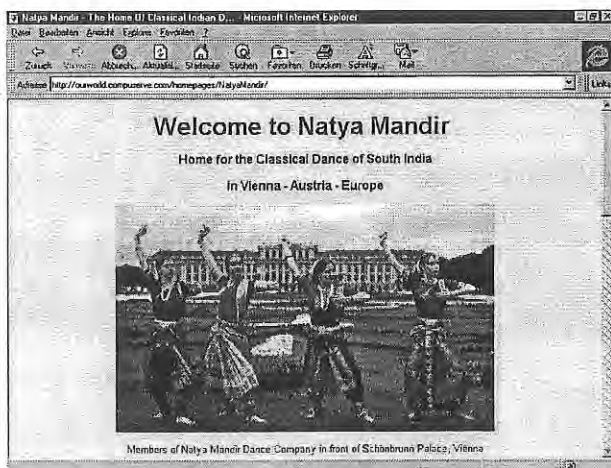 Natya Mandir - The Home Of Classical Indian D... - Microsoft Internet Explorer
Datei Bearbeiten Ansicht Explore Favoriten ?
Zurück Vorwärts Abbrech... Aktualisi... Startseite Suchen Favoriten Drucken Schriftgr... Mail
Adresse http://ourworld.compuserve.com/homepages/NatyaMandir/ Links
Welcome to Natya Mandir
Home for the Classical Dance of South India
in Vienna - Austria - Europe
Members of Natya Mandir Dance Company in front of Schönbrunn Palace, Vienna